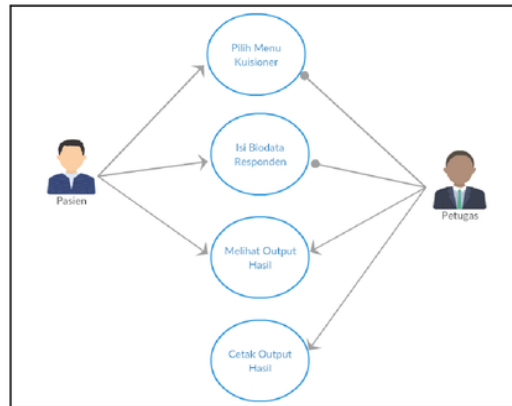 Pilih Menu
Kuisioner
Isi Biodata
Responden
Pasien
Petugas
Melihat Output
Hasil
Cetak Output
Hasil